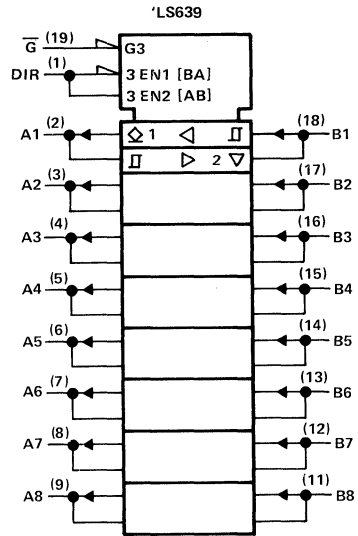 'LS639
G̅ (19) G3
DIR (1) 3 EN1 [BA]
3 EN2 [AB]
A1 (2) 1 (18) B1
2
A2 (3) (17) B2
A3 (4) (16) B3
A4 (5) (15) B4
A5 (6) (14) B5
A6 (7) (13) B6
A7 (8) (12) B7
A8 (9) (11) B8